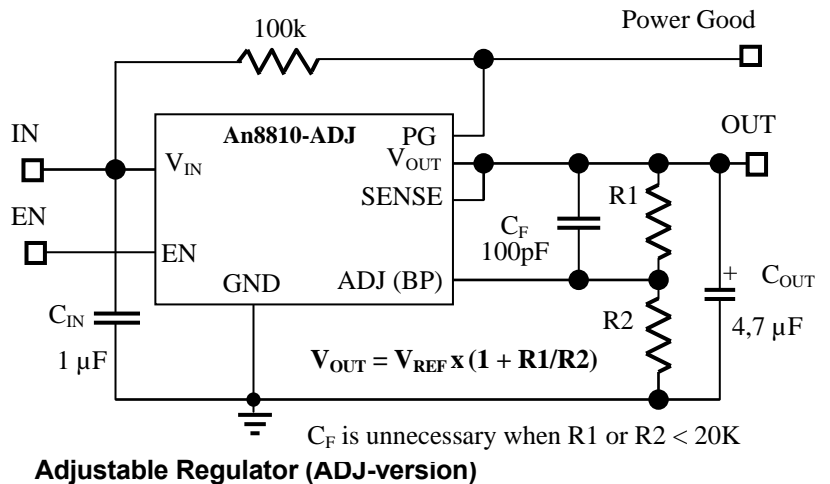 100k
Power Good
IN
An8810-ADJ
PG
OUT
V_IN
V_OUT
SENSE
R1
EN
EN
C_F
100pF
GND
ADJ (BP)
C_OUT
+
C_IN
R2
4,7 µF
1 µF
V_OUT = V_REF x (1 + R1/R2)
C_F is unnecessary when R1 or R2 < 20K
Adjustable Regulator (ADJ-version)